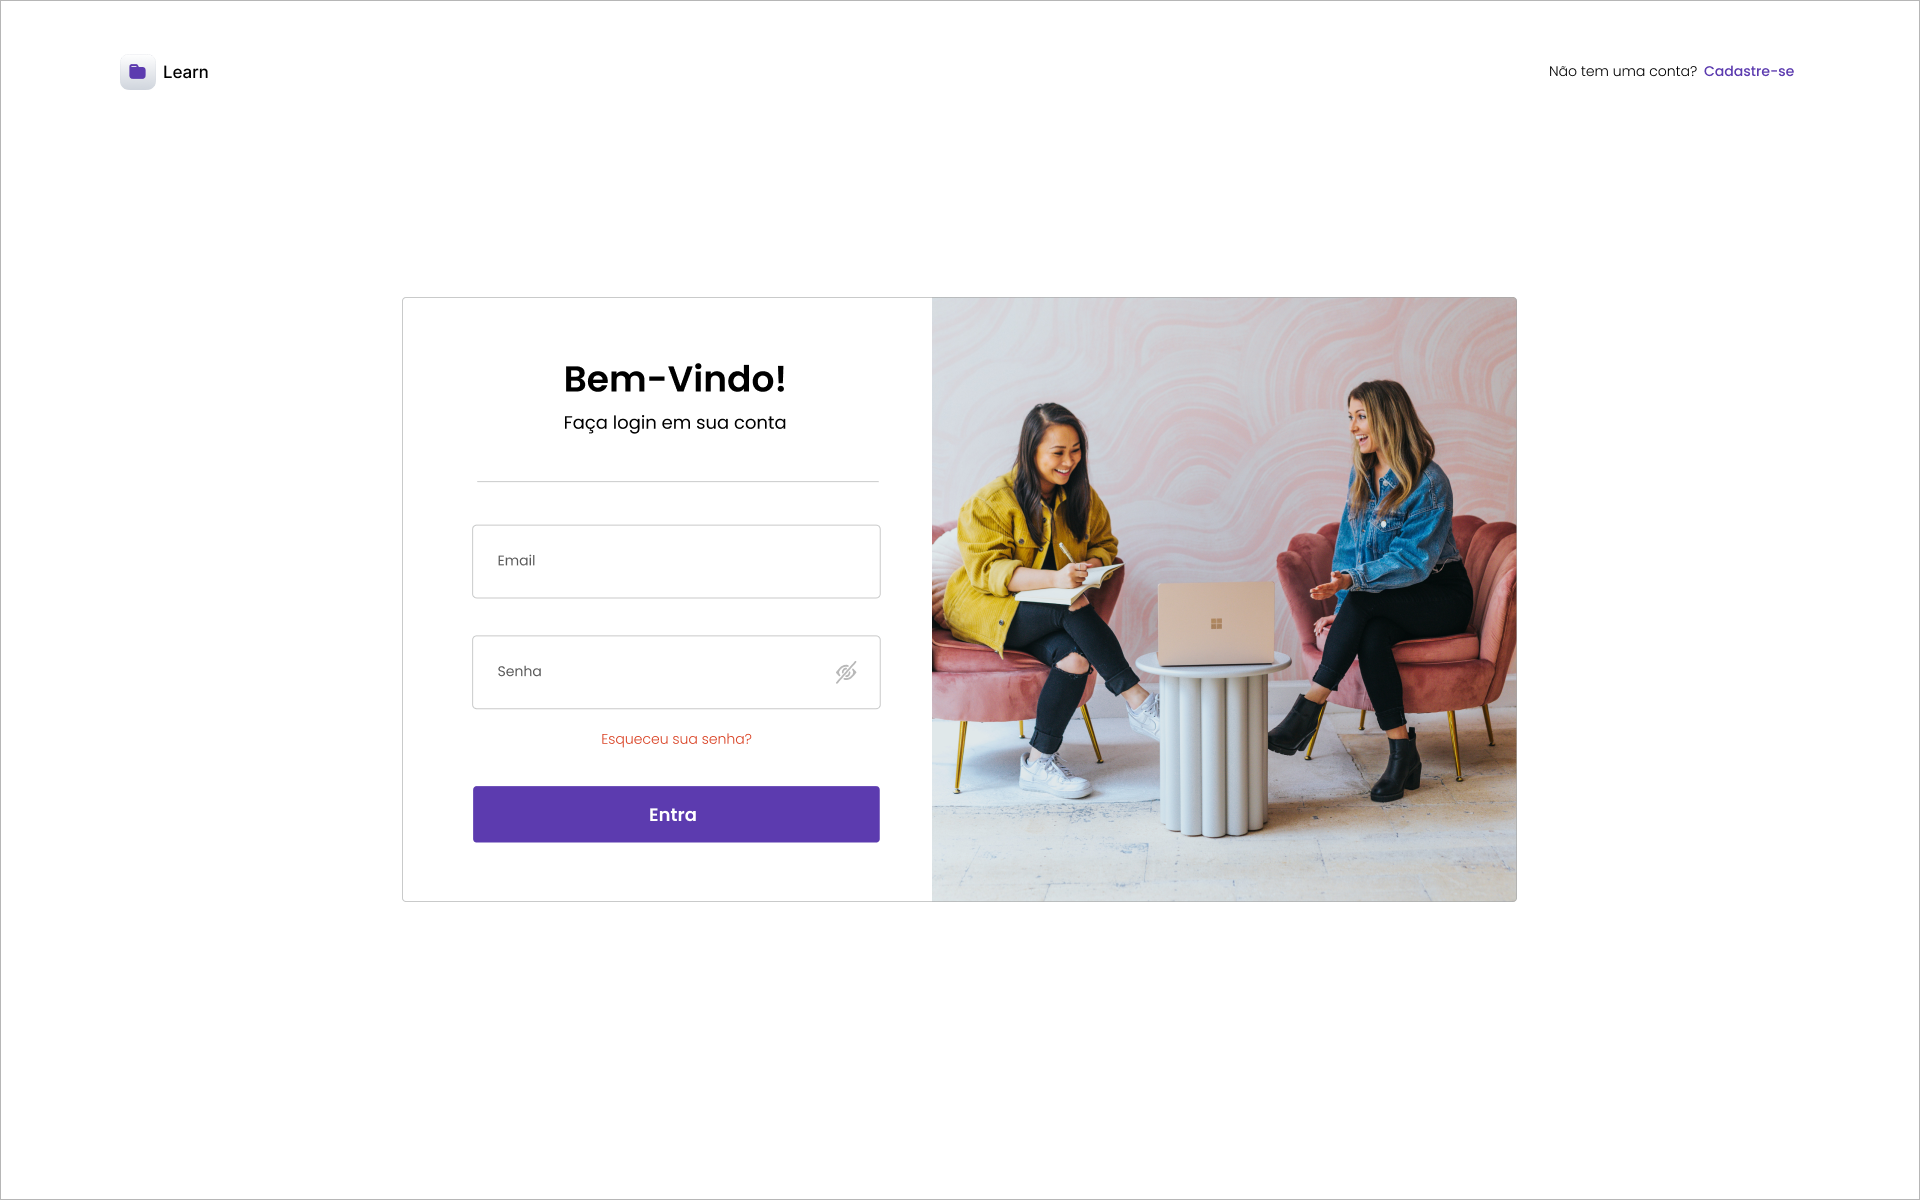 Learn
Não tem uma conta? Cadastre-se
Bem-Vindo!
Faça login em sua conta
Email
Senha
Esqueceu sua senha?
Entra